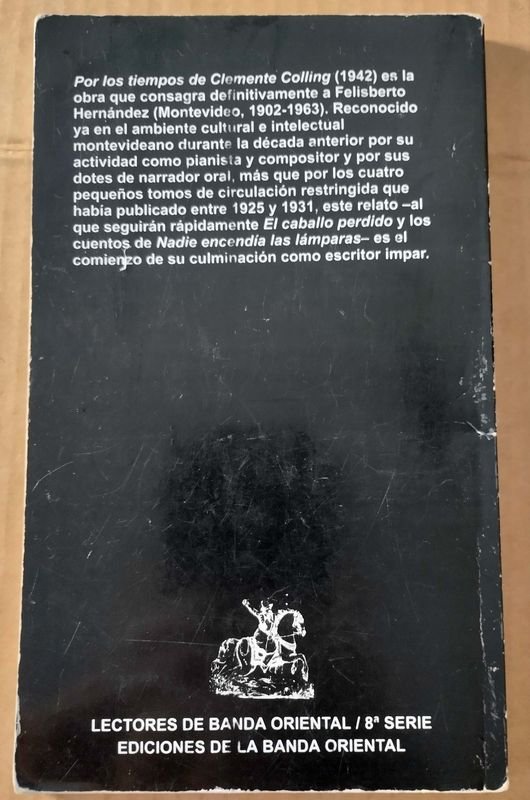 Por los tiempos de Clemente Colling (1942) es la
obra que consagra definitivamente a Felisberto
Hernández (Montevideo, 1902-1963). Reconocido
ya en el ambiente cultural e intelectual
montevideano durante la década anterior por su
actividad como pianista y compositor y por sus
dotes de narrador oral, más que por los cuatro
pequeños tomos de circulación restringida que
había publicado entre 1925 y 1931, este relato –al
que seguirán rápidamente El caballo perdido y los
cuentos de Nadie encendía las lámparas– es el
comienzo de su culminación como escritor impar.
LECTORES DE BANDA ORIENTAL / 8ª SERIE
EDICIONES DE LA BANDA ORIENTAL